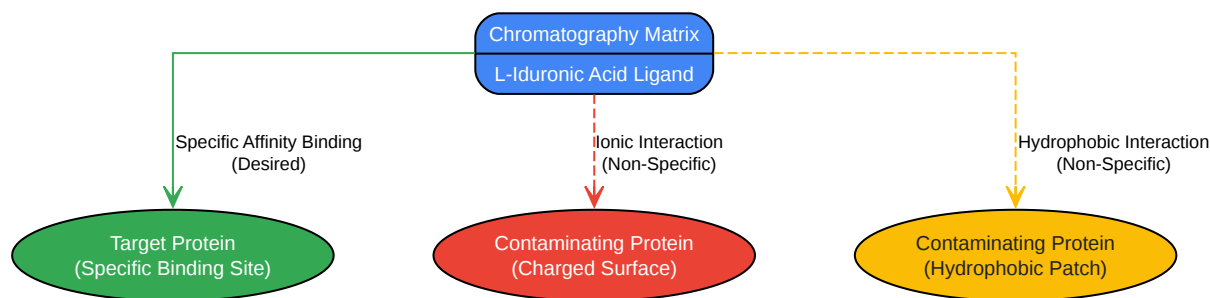 Chromatography Matrix
L-Iduronic Acid Ligand
Specific Affinity Binding
(Desired)
Ionic Interaction
(Non-Specific)
Hydrophobic Interaction
(Non-Specific)
Target Protein
(Specific Binding Site)
Contaminating Protein
(Charged Surface)
Contaminating Protein
(Hydrophobic Patch)